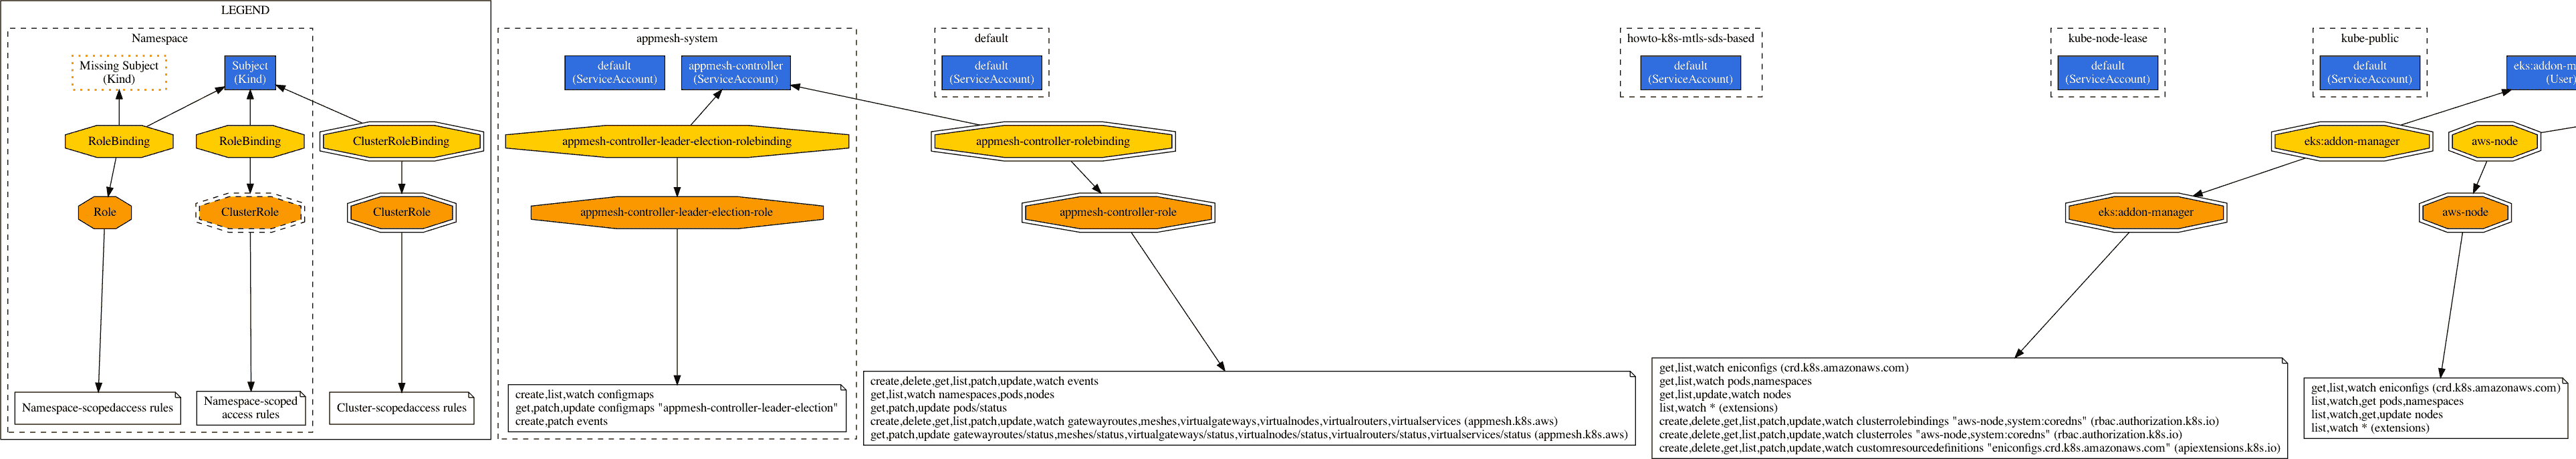 LEGEND
Namespace
Missing Subject
(Kind)
Subject
(Kind)
RoleBinding
RoleBinding
ClusterRoleBinding
Role
ClusterRole
ClusterRole
Namespace-scopedaccess rules
Namespace-scoped
access rules
Cluster-scopedaccess rules
appmesh-system
default
(ServiceAccount)
appmesh-controller
(ServiceAccount)
appmesh-controller-leader-election-rolebinding
appmesh-controller-leader-election-role
create,list,watch configmaps
get,patch,update configmaps "appmesh-controller-leader-election"
create,patch events
default
default
(ServiceAccount)
appmesh-controller-rolebinding
appmesh-controller-role
create,delete,get,list,patch,update,watch events
get,list,watch namespaces,pods,nodes
get,patch,update pods/status
create,delete,get,list,patch,update,watch gatewayroutes,meshes,virtualgateways,virtualnodes,virtualrouters,virtualservices (appmesh.k8s.aws)
get,patch,update gatewayroutes/status,meshes/status,virtualgateways/status,virtualnodes/status,virtualrouters/status,virtualservices/status (appmesh.k8s.aws)
howto-k8s-mtls-sds-based
default
(ServiceAccount)
kube-node-lease
default
(ServiceAccount)
kube-public
default
(ServiceAccount)
eks:addon-m
(User)
eks:addon-manager
aws-node
eks:addon-manager
aws-node
get,list,watch eniconfigs (crd.k8s.amazonaws.com)
get,list,watch pods,namespaces
get,list,update,watch nodes
list,watch * (extensions)
create,delete,get,list,patch,update,watch clusterrolebindings "aws-node,system:coredns" (rbac.authorization.k8s.io)
create,delete,get,list,patch,update,watch clusterroles "aws-node,system:coredns" (rbac.authorization.k8s.io)
create,delete,get,list,patch,update,watch customresourcedefinitions "eniconfigs.crd.k8s.amazonaws.com" (apiextensions.k8s.io)
get,list,watch eniconfigs (crd.k8s.amazonaws.com)
list,watch,get pods,namespaces
list,watch,get,update nodes
list,watch * (extensions)